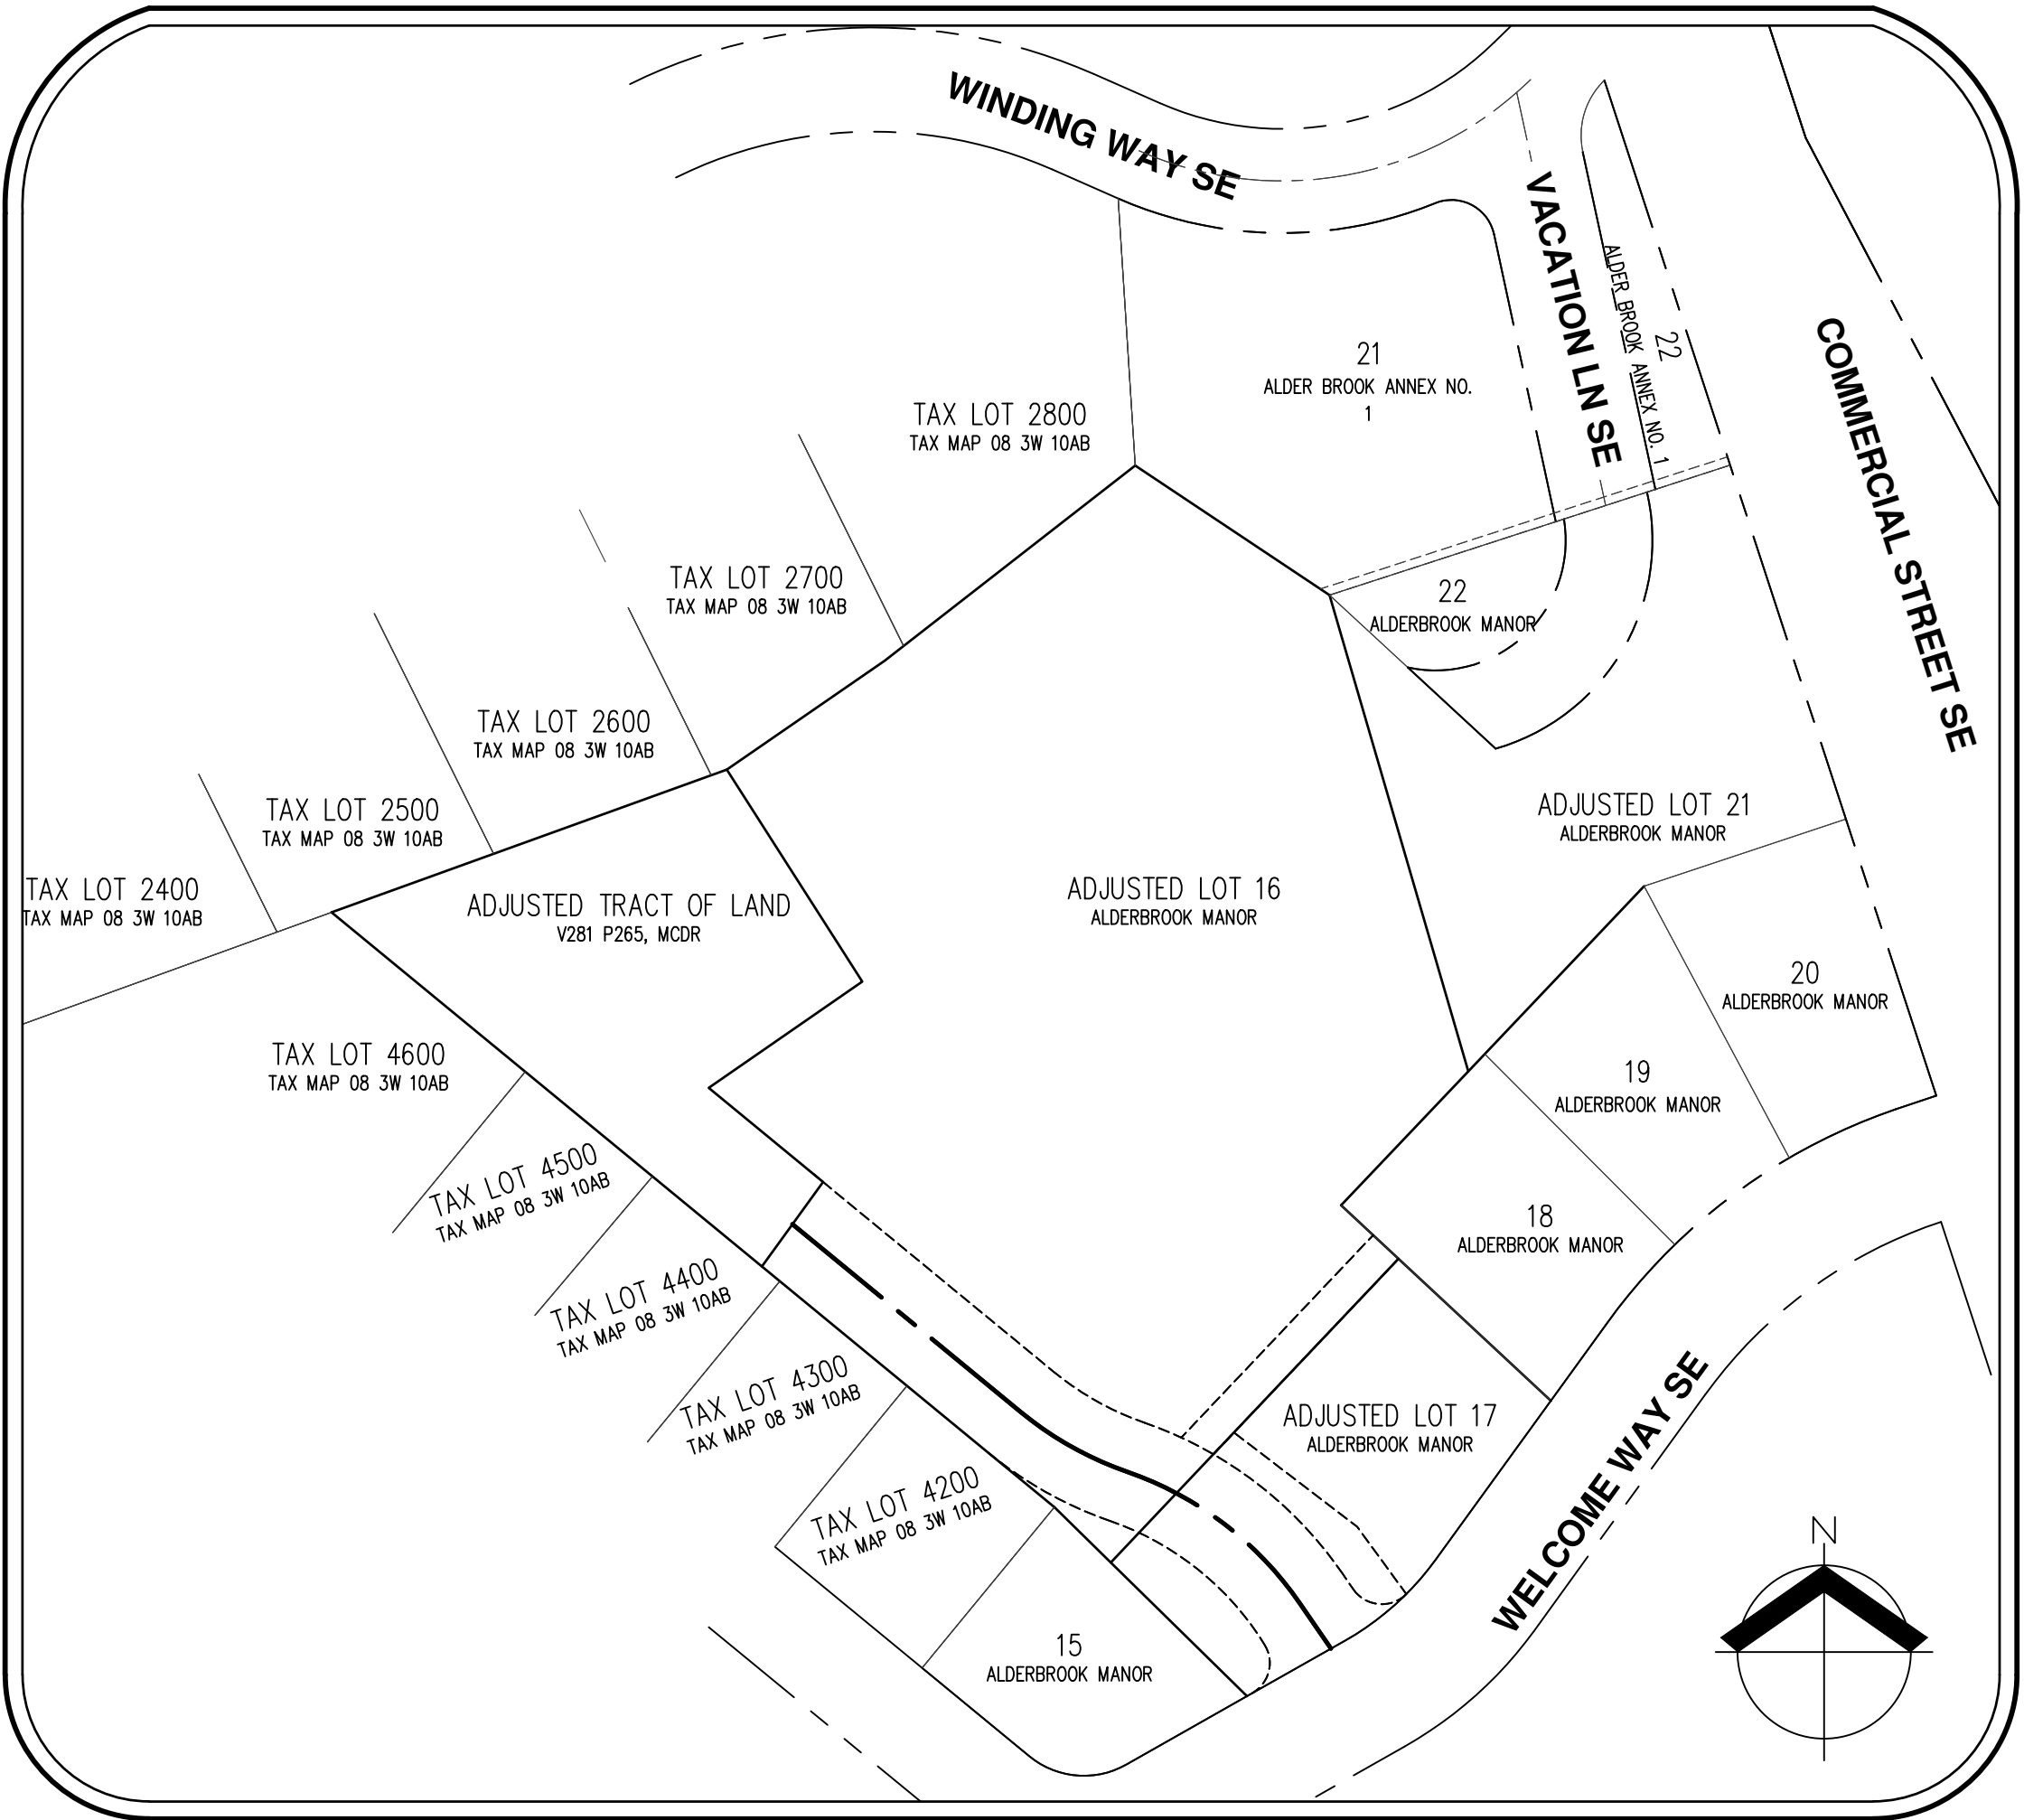 WINDING WAY SE
VACATION LN SE
22
ALDER BROOK ANNEX NO. 1
COMMERCIAL STREET SE
21
ALDER BROOK ANNEX NO.
1
TAX LOT 2800
TAX MAP 08 3W 10AB
TAX LOT 2700
TAX MAP 08 3W 10AB
22
ALDERBROOK MANOR
TAX LOT 2600
TAX MAP 08 3W 10AB
TAX LOT 2500
TAX MAP 08 3W 10AB
ADJUSTED LOT 21
ALDERBROOK MANOR
TAX LOT 2400
TAX MAP 08 3W 10AB
ADJUSTED TRACT OF LAND
V281 P265, MCDR
ADJUSTED LOT 16
ALDERBROOK MANOR
20
ALDERBROOK MANOR
TAX LOT 4600
TAX MAP 08 3W 10AB
19
ALDERBROOK MANOR
TAX LOT 4500
TAX MAP 08 3W 10AB
18
ALDERBROOK MANOR
TAX LOT 4400
TAX MAP 08 3W 10AB
TAX LOT 4300
TAX MAP 08 3W 10AB
ADJUSTED LOT 17
ALDERBROOK MANOR
WELCOME WAY SE
TAX LOT 4200
TAX MAP 08 3W 10AB
N
15
ALDERBROOK MANOR